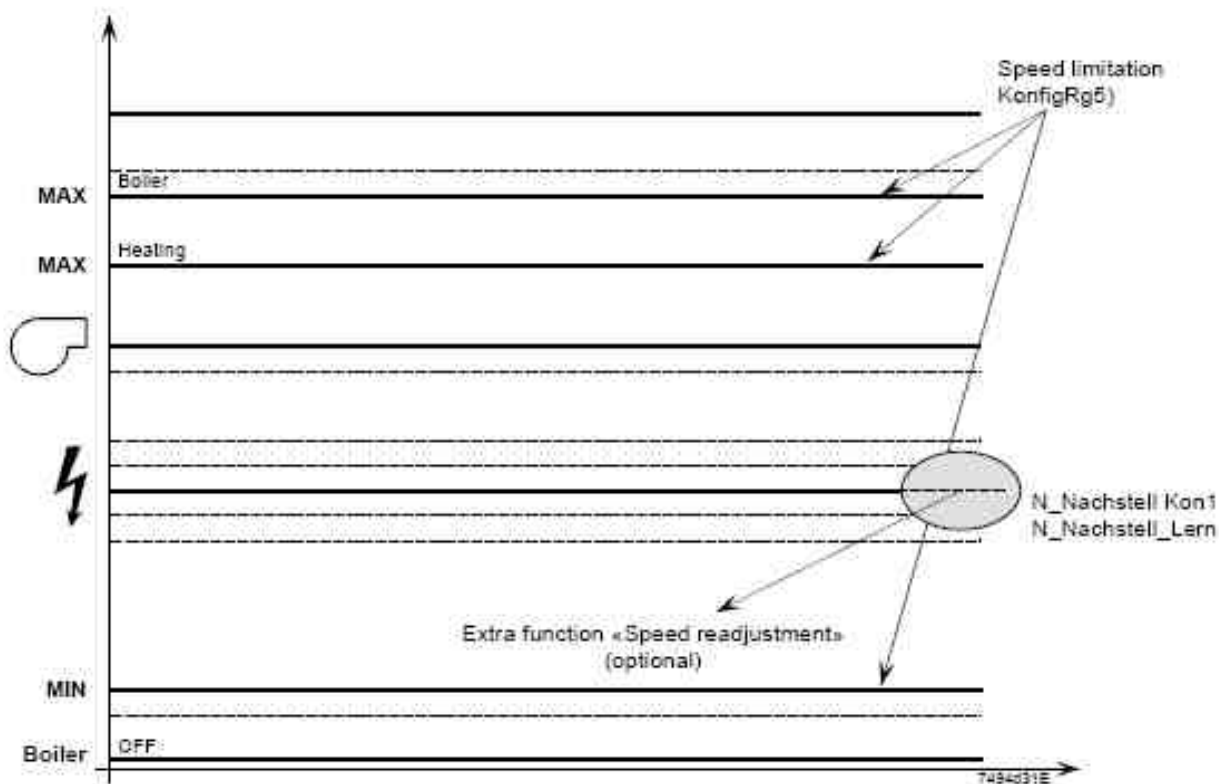 Speed limitation
KonfigRg5)
Boiler
MAX
Heating
MAX
N_Nachstell Kon1
N_Nachstell_Lern
Extra function «Speed readjustment»
(optional)
MIN
OFF
Boiler
7494d31E